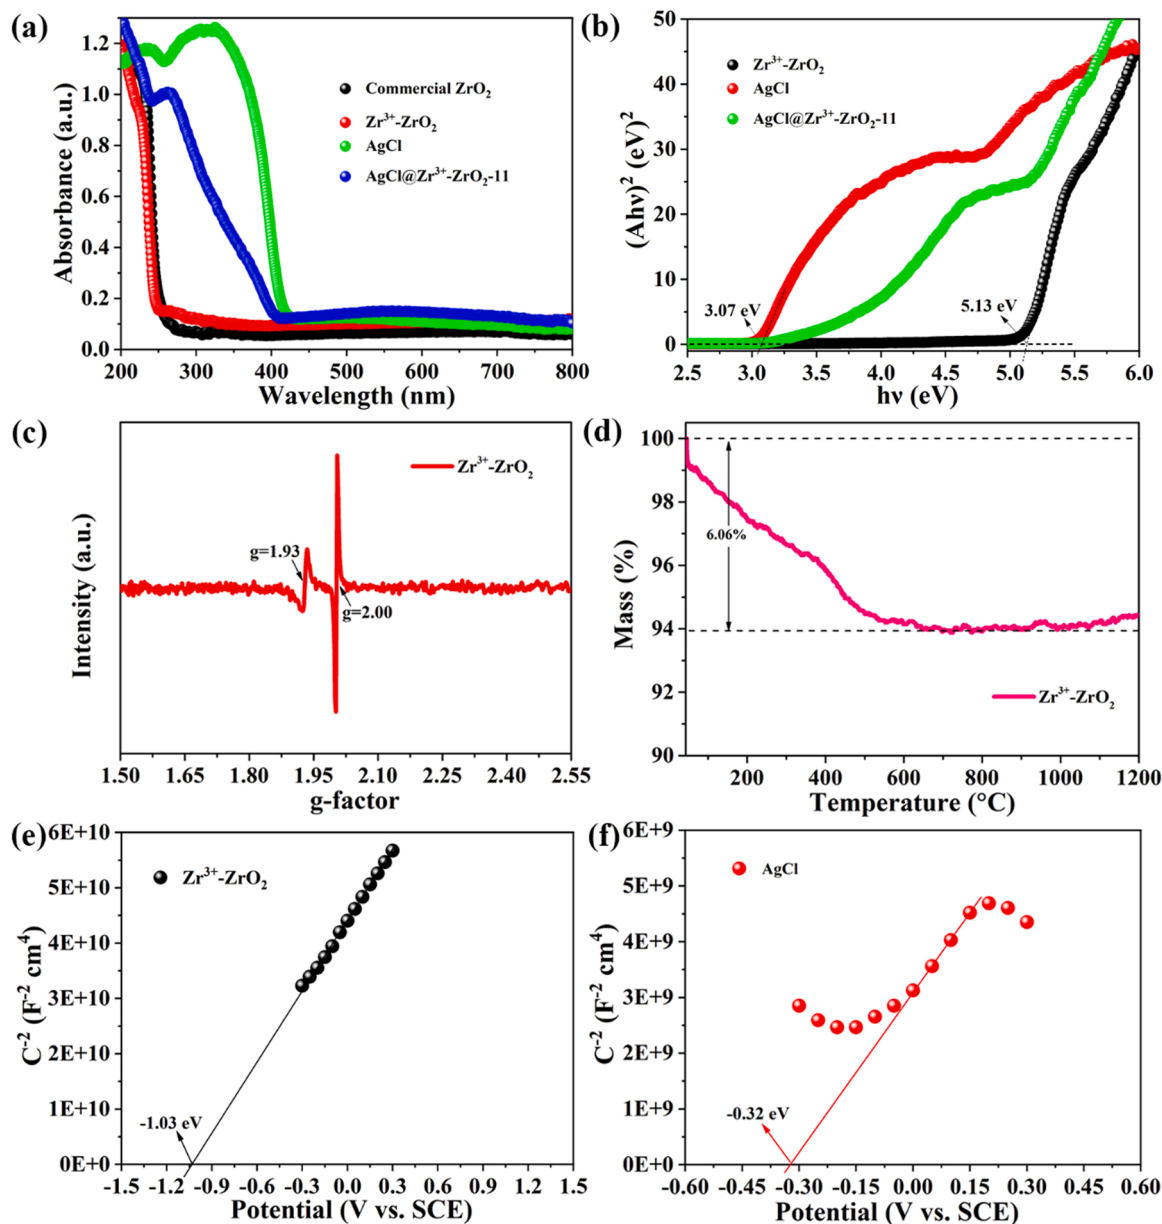 (a)
Absorbance (a.u.)
1.2
1.0
0.8
0.6
0.4
0.2
0.0
Commercial ZrO₂
Zr³⁺-ZrO₂
AgCl
AgCl@Zr³⁺-ZrO₂-11
200 300 400 500 600 700 800
Wavelength (nm)
(b)
(Ahν)² (eV)²
50
40
30
20
10
0
Zr³⁺-ZrO₂
AgCl
AgCl@Zr³⁺-ZrO₂-11
3.07 eV
5.13 eV
2.5 3.0 3.5 4.0 4.5 5.0 5.5 6.0
hν (eV)
(c)
Intensity (a.u.)
Zr³⁺-ZrO₂
g=1.93
g=2.00
1.50 1.65 1.80 1.95 2.10 2.25 2.40 2.55
g-factor
(d)
Mass (%)
100
98
96
94
92
90
6.06%
Zr³⁺-ZrO₂
200 400 600 800 1000 1200
Temperature (°C)
(e)
C⁻² (F⁻² cm⁴)
6E+10
5E+10
4E+10
3E+10
2E+10
1E+10
0E+0
Zr³⁺-ZrO₂
-1.03 eV
-1.5 -1.2 -0.9 -0.6 -0.3 0.0 0.3 0.6 0.9 1.2 1.5
Potential (V vs. SCE)
(f)
C⁻² (F⁻² cm⁴)
6E+9
5E+9
4E+9
3E+9
2E+9
1E+9
0E+0
AgCl
-0.32 eV
-0.60 -0.45 -0.30 -0.15 0.00 0.15 0.30 0.45 0.60
Potential (V vs. SCE)